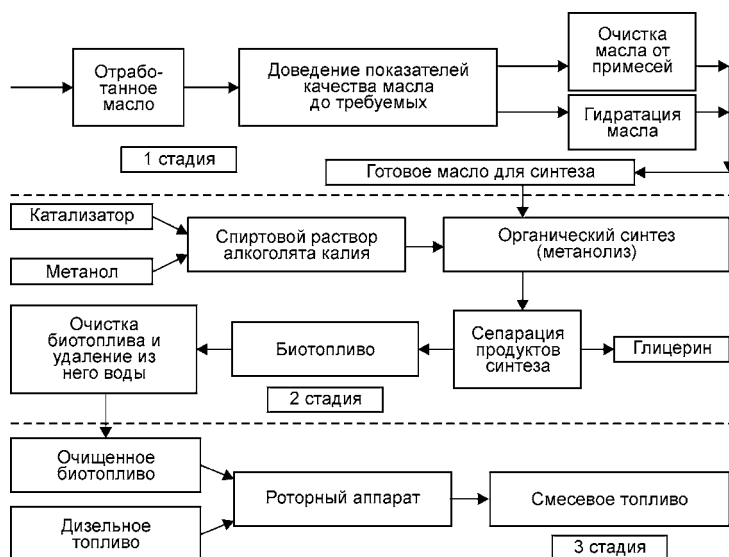 Отрабо-
танное
масло
Доведение показателей
качества масла
до требуемых
Очистка
масла от
примесей
Гидратация
масла
1 стадия
Готовое масло для синтеза
Катализатор
Метанол
Спиртовой раствор
алкоголята калия
Органический синтез
(метанолиз)
Очистка
биотоплива и
удаление из
него воды
Биотопливо
Сепарация
продуктов
синтеза
Глицерин
2 стадия
Очищенное
биотопливо
Дизельное
топливо
Роторный аппарат
Смесевое топливо
3 стадия